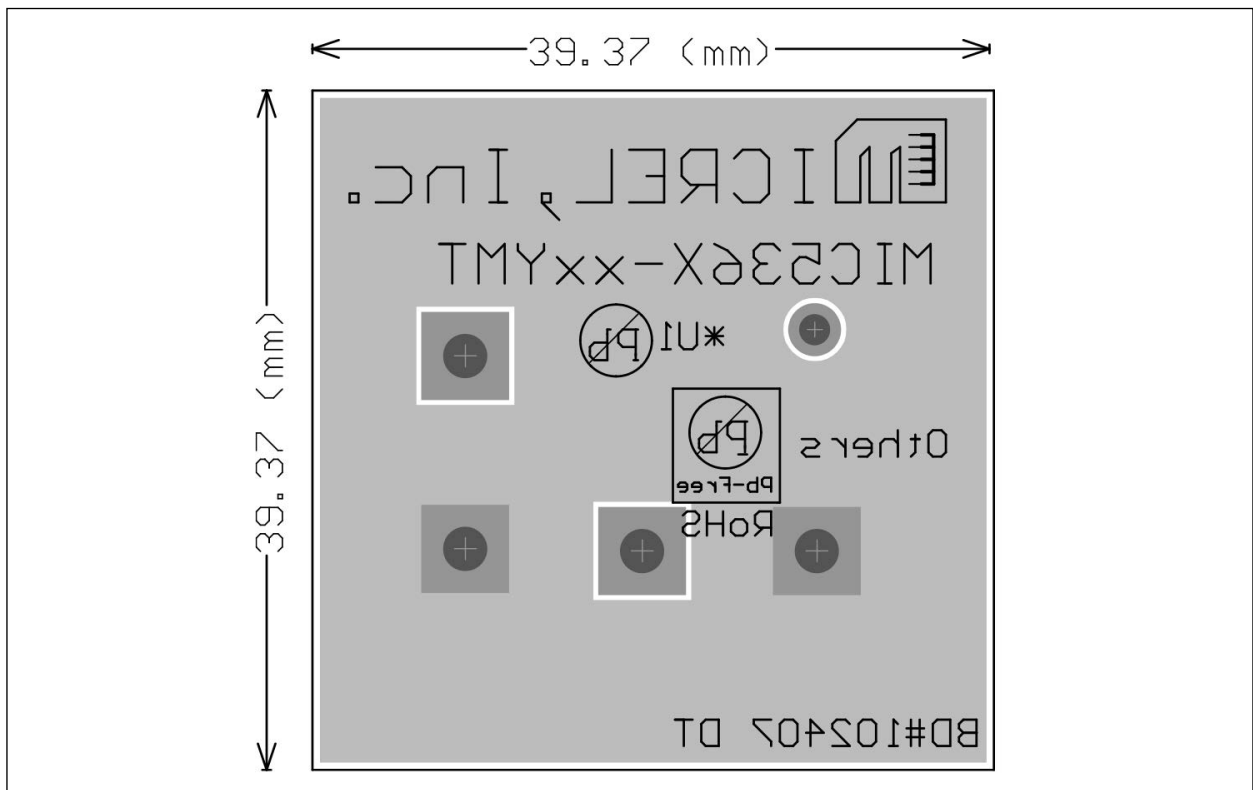 39.37 (mm)
39.37 (mm)
MICREL, Inc.
MIC536X-xxYMT
*U1 Pb
Pb
Pb-Free
Others
RoHS
BD#102407 DT